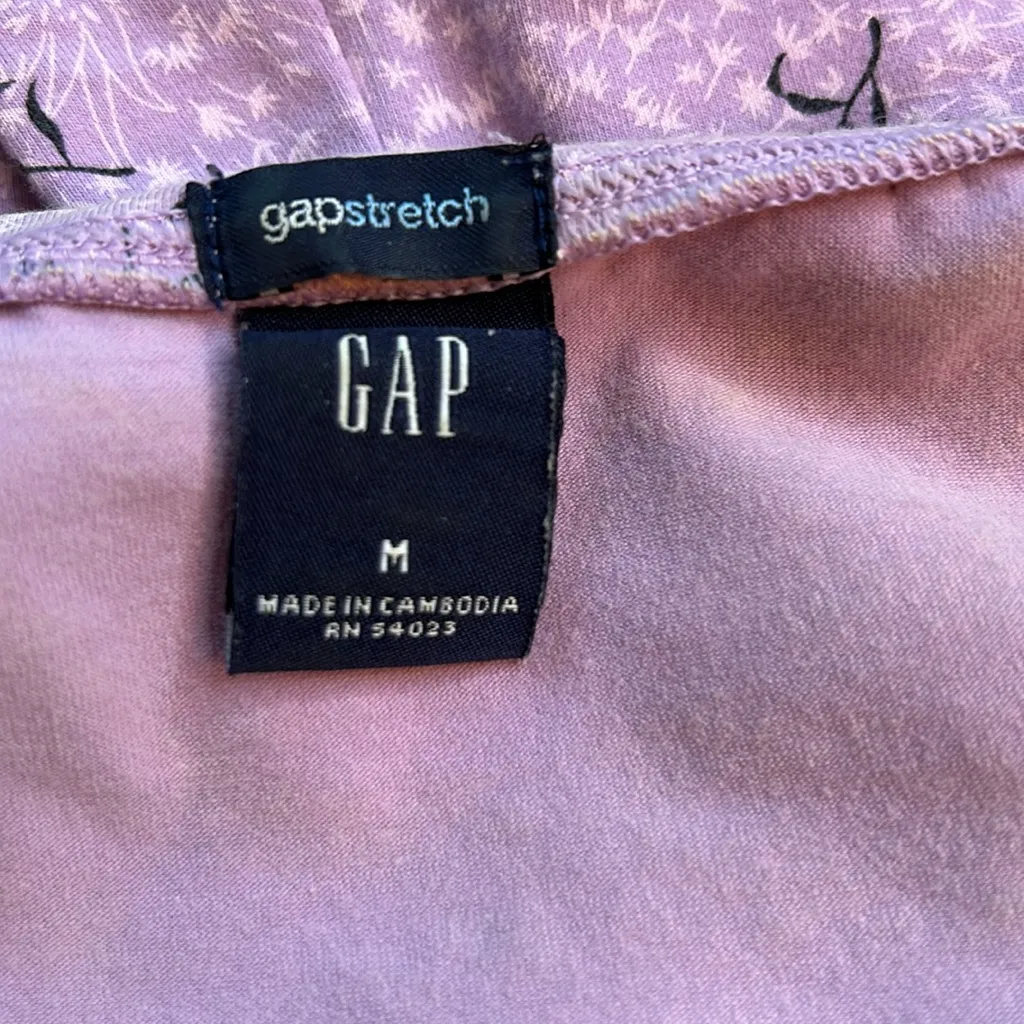 gapstretch
GAP
M
MADE IN CAMBODIA
RN 54023